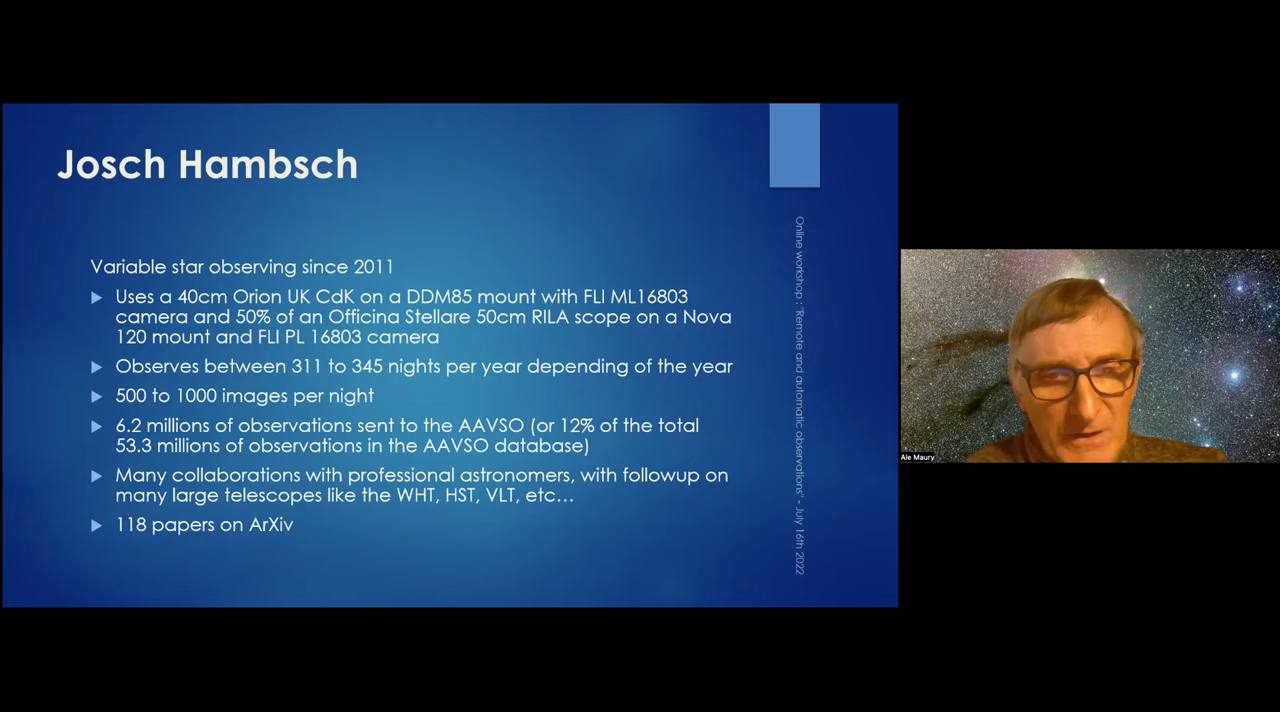 Josch Hambsch
Variable star observing since 2011
Uses a 40cm Orion UK CdK on a DDM85 mount with FLI ML16803
camera and 50% of an Officina Stellare 50cm RILA scope on a Nova
120 mount and FLI PL 16803 camera
Observes between 311 to 345 nights per year depending of the year
500 to 1000 images per night
6.2 millions of observations sent to the AAVSO (or 12% of the total
53.3 millions of observations in the AAVSO database)
Many collaborations with professional astronomers, with followup on
many large telescopes like the WHT, HST, VLT, etc…
118 papers on ArXiv
Online workshop : "Remote and automatic observations" - July 16th 2022
Ale Maury